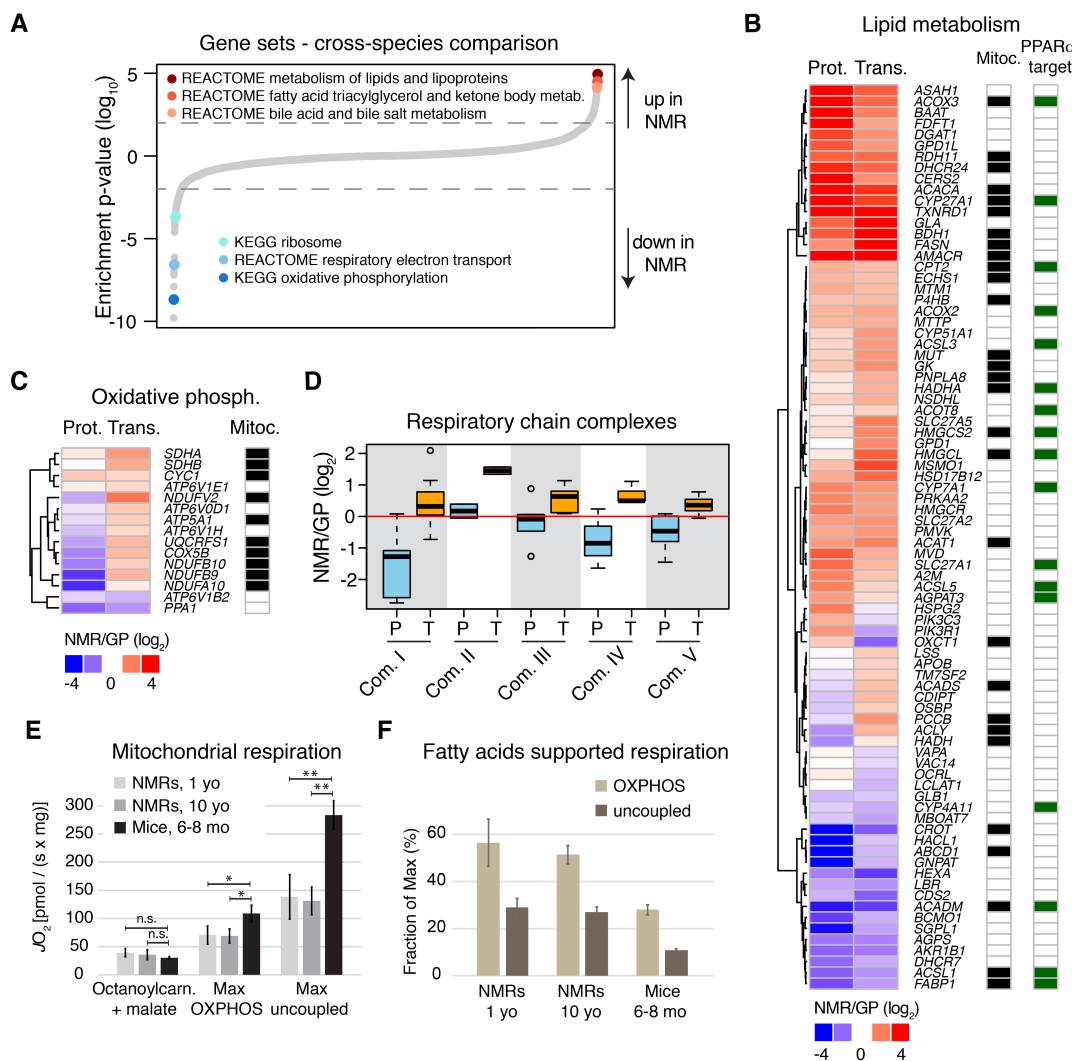 A
Gene sets - cross-species comparison
Enrichment p-value (log10)
5
0
-5
-10
REACTOME metabolism of lipids and lipoproteins
REACTOME fatty acid triacylglycerol and ketone body metab.
REACTOME bile acid and bile salt metabolism
KEGG ribosome
REACTOME respiratory electron transport
KEGG oxidative phosphorylation
up in
NMR
down in
NMR
B
Lipid metabolism
Prot. Trans.
Mitoc.
PPARα
target
ASAH1
ACOX3
BAAT
FDFT1
DGAT1
GPD1L
RDH11
DHCR24
CERS2
ACACA
CYP27A1
TXNRD1
GLA
BDH1
FASN
AMACR
CPT2
ECHS1
MTM1
P4HB
ACOX2
MTTP
CYP51A1
ACSL3
MUT
GK
PNPLA8
HADHA
NSDHL
ACOT8
SLC27A5
HMGCS2
GPD1
HMGCL
MSMO1
HSD17B12
CYP7A1
PRKAA2
HMGCR
SLC27A2
PMVK
ACAT1
MVD
SLC27A1
A2M
ACSL5
AGPAT3
HSPG2
PIK3C3
PIK3R1
OXCT1
LSS
APOB
TM7SF2
ACADS
CDIPT
OSBP
PCCB
ACLY
HADH
VAPA
VAC14
OCRL
LCLAT1
GLB1
CYP4A11
MBOAT7
CROT
HACL1
ABCD1
GNPAT
HEXA
LBR
CDS2
ACADM
BCMO1
SGPL1
AGPS
AKR1B1
DHCR7
ACSL1
FABP1
NMR/GP (log2)
-4 0 4
C
Oxidative phosph.
Prot. Trans. Mitoc.
SDHA
SDHB
CYC1
ATP6V1E1
NDUFV2
ATP6V0D1
ATP5A1
ATP6V1H
UQCRFS1
COX5B
NDUFB10
NDUFB9
NDUFA10
ATP6V1B2
PPA1
NMR/GP (log2)
-4 0 4
D
Respiratory chain complexes
NMR/GP (log2)
2
1
0
-1
-2
P T P T P T P T P T
Com. I Com. II Com. III Com. IV Com. V
E
Mitochondrial respiration
NMRs, 1 yo
NMRs, 10 yo
Mice, 6-8 mo
JO2 [pmol / (s x mg)]
300
250
200
150
100
50
0
n.s.
n.s.
*
*
**
**
Octanoylcarn.
+ malate
Max
OXPHOS
Max
uncoupled
F
Fatty acids supported respiration
OXPHOS
uncoupled
Fraction of Max (%)
60
40
20
0
NMRs
1 yo
NMRs
10 yo
Mice
6-8 mo